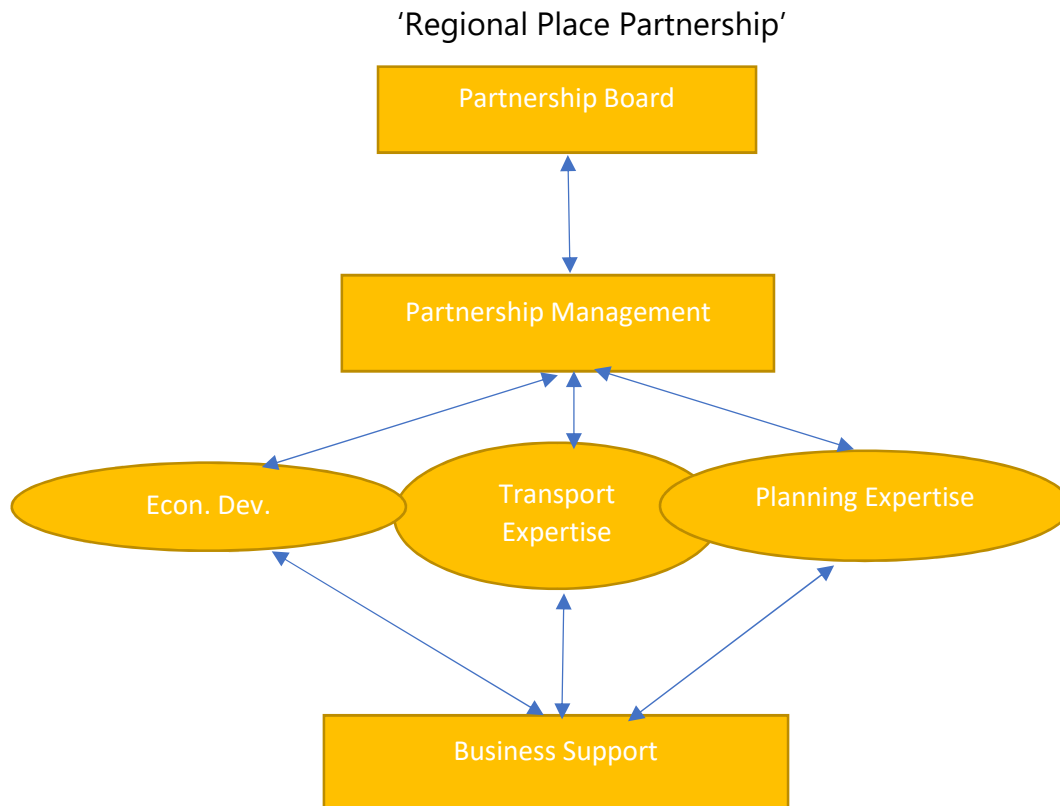 ‘Regional Place Partnership’
Partnership Board
Partnership Management
Econ. Dev.
Transport
Expertise
Planning Expertise
Business Support